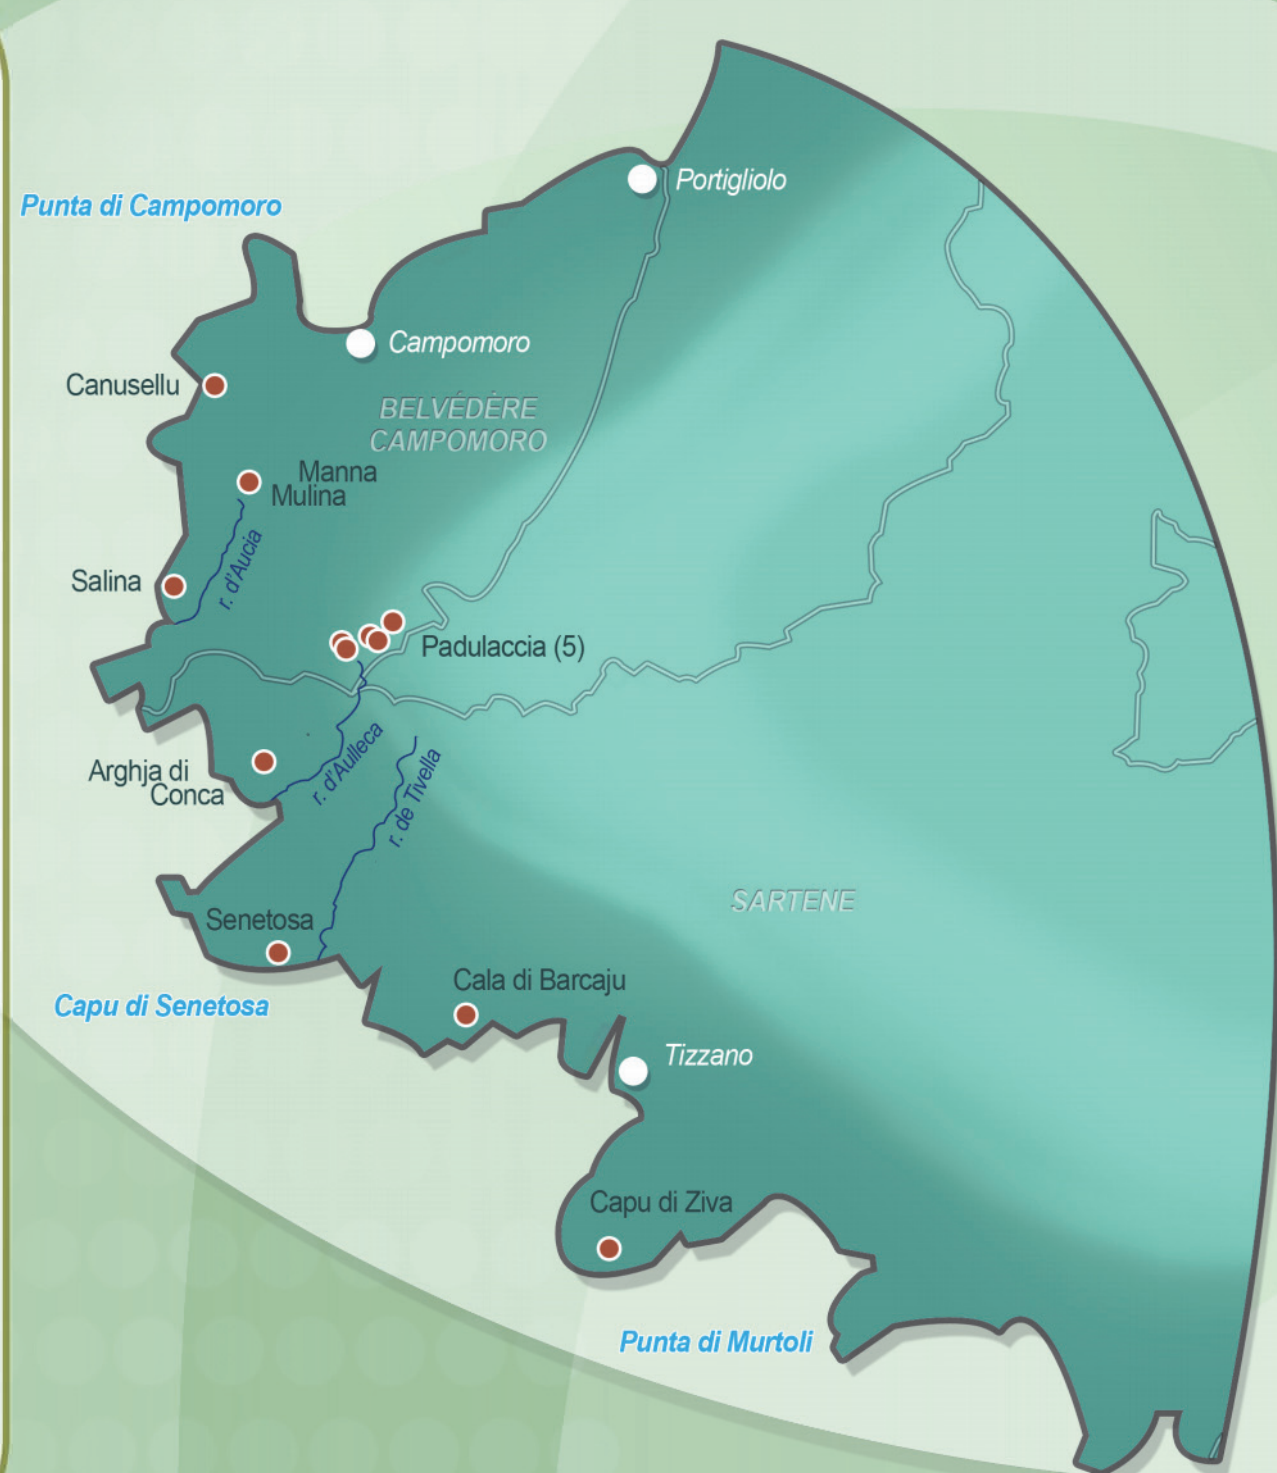 Portigliolo
Punta di Campomoro
Campomoro
Canusellu
BELVÉDÈRE
CAMPOMORO
Manna
Mulina
r. d'Aucia
Salina
Padulaccia (5)
r. d'Aulleca
r. de Tivella
Arghja di
Conca
SARTENE
Senetosa
Cala di Barcaju
Capu di Senetosa
Tizzano
Capu di Ziva
Punta di Murtoli